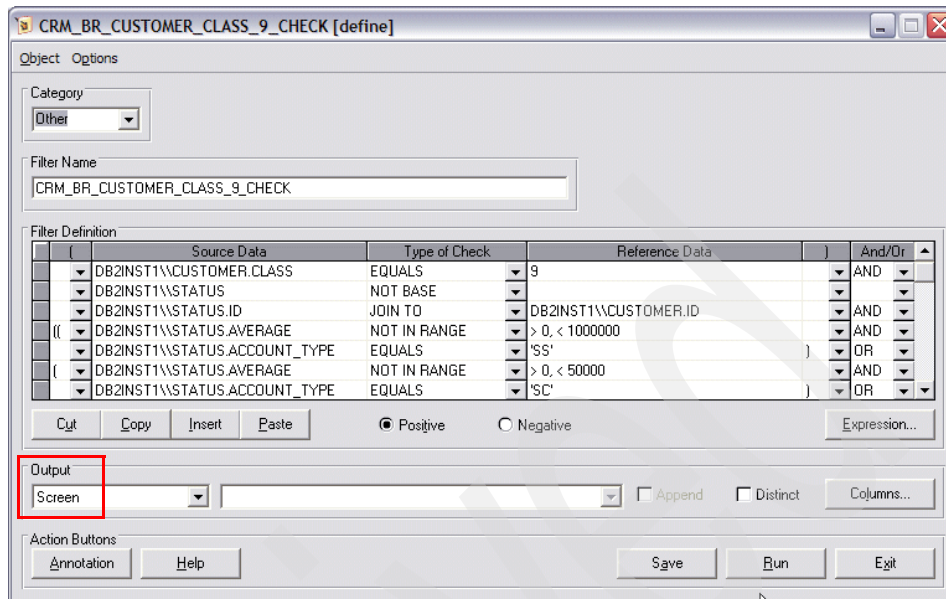 CRM_BR_CUSTOMER_CLASS_9_CHECK [define]
Object Options
Category
Other
Filter Name
CRM_BR_CUSTOMER_CLASS_9_CHECK
Filter Definition
( Source Data Type of Check Reference Data ) And/Or
DB2INST1\\CUSTOMER.CLASS EQUALS 9 AND
DB2INST1\\STATUS NOT BASE
DB2INST1\\STATUS.ID JOIN TO DB2INST1\\CUSTOMER.ID AND
(( DB2INST1\\STATUS.AVERAGE NOT IN RANGE > 0, < 1000000 AND
DB2INST1\\STATUS.ACCOUNT_TYPE EQUALS 'SS' ) OR
( DB2INST1\\STATUS.AVERAGE NOT IN RANGE > 0, < 50000 AND
DB2INST1\\STATUS.ACCOUNT_TYPE EQUALS 'SC' ) OR
Cut Copy Insert Paste Positive Negative Expression...
Output
Screen Append Distinct Columns...
Action Buttons
Annotation Help Save Run Exit